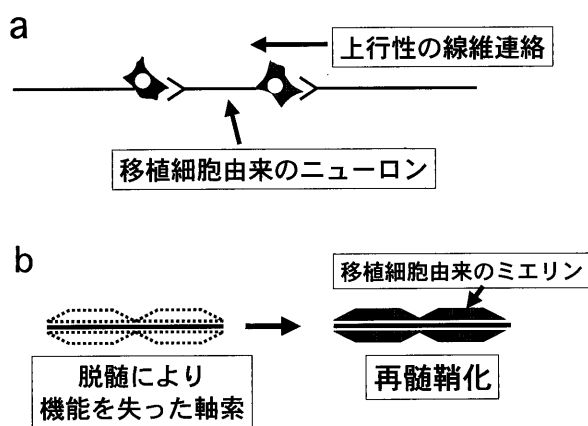 a
上行性の線維連絡
移植細胞由来のニューロン
b
移植細胞由来のミエリン
脱髄により
機能を失った軸索
再髄鞘化